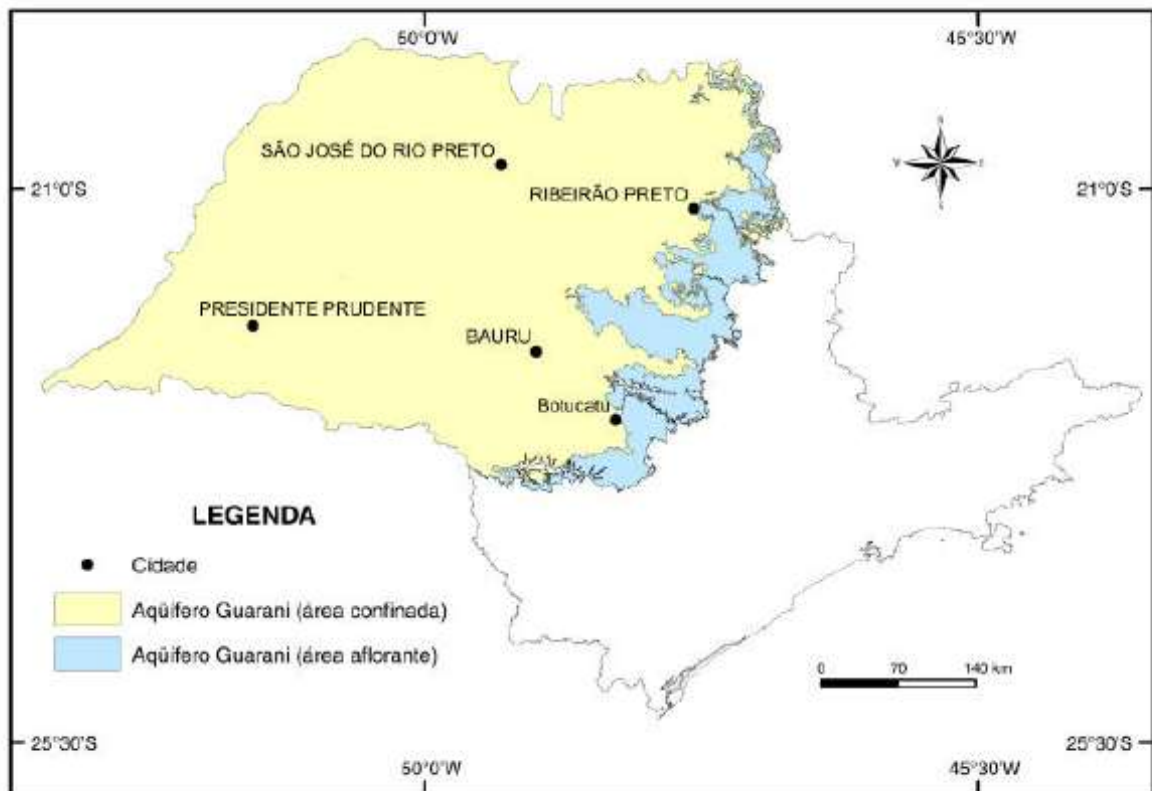 50°0'W
45°30'W
SÃO JOSÉ DO RIO PRETO
21°0'S
21°0'S
RIBEIRÃO PRETO
PRESIDENTE PRUDENTE
BAURU
Botucatu
LEGENDA
Cidade
Aqüífero Guarani (área confinada)
Aqüífero Guarani (área aflorante)
0 70 140 km
25°30'S
25°30'S
50°0'W
45°30'W